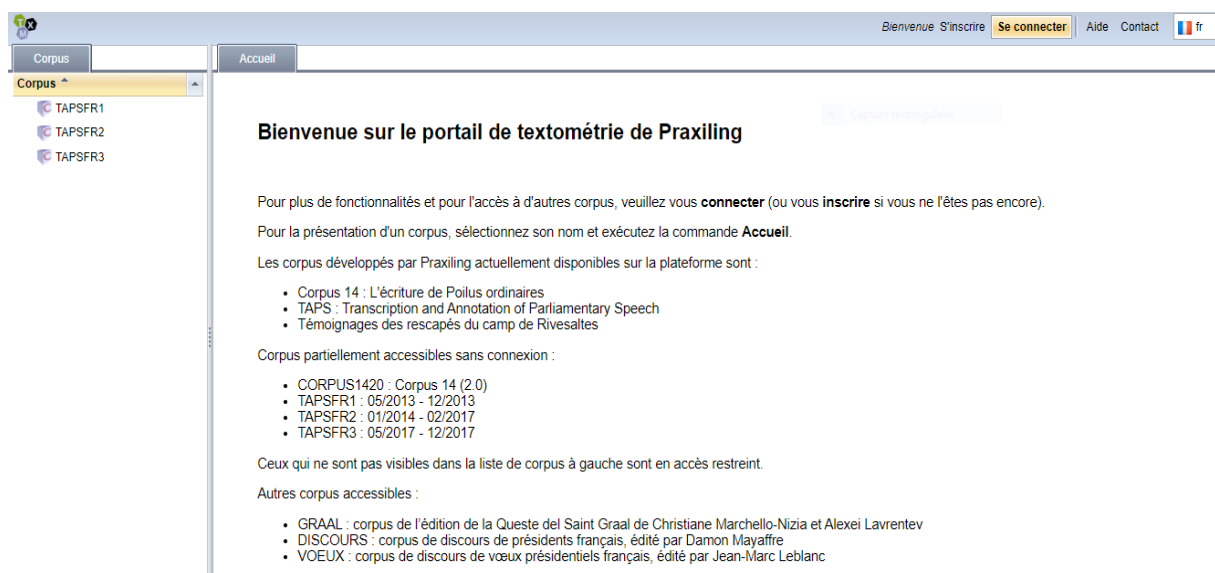 Bienvenue S'inscrire Se connecter Aide Contact fr
Corpus Accueil
Corpus
TAPSFR1
TAPSFR2
TAPSFR3
Bienvenue sur le portail de textométrie de Praxiling
Pour plus de fonctionnalités et pour l'accès à d'autres corpus, veuillez vous connecter (ou vous inscrire si vous ne l'êtes pas encore).
Pour la présentation d'un corpus, sélectionnez son nom et exécutez la commande Accueil.
Les corpus développés par Praxiling actuellement disponibles sur la plateforme sont :
• Corpus 14 : L'écriture de Poilus ordinaires
• TAPS : Transcription and Annotation of Parliamentary Speech
• Témoignages des rescapés du camp de Rivesaltes
Corpus partiellement accessibles sans connexion :
• CORPUS1420 : Corpus 14 (2.0)
• TAPSFR1 : 05/2013 - 12/2013
• TAPSFR2 : 01/2014 - 02/2017
• TAPSFR3 : 05/2017 - 12/2017
Ceux qui ne sont pas visibles dans la liste de corpus à gauche sont en accès restreint.
Autres corpus accessibles :
• GRAAL : corpus de l'édition de la Queste del Saint Graal de Christiane Marchello-Nizia et Alexei Lavrentev
• DISCOURS : corpus de discours de présidents français, édité par Damon Mayaffre
• VOEUX : corpus de discours de vœux présidentiels français, édité par Jean-Marc Leblanc